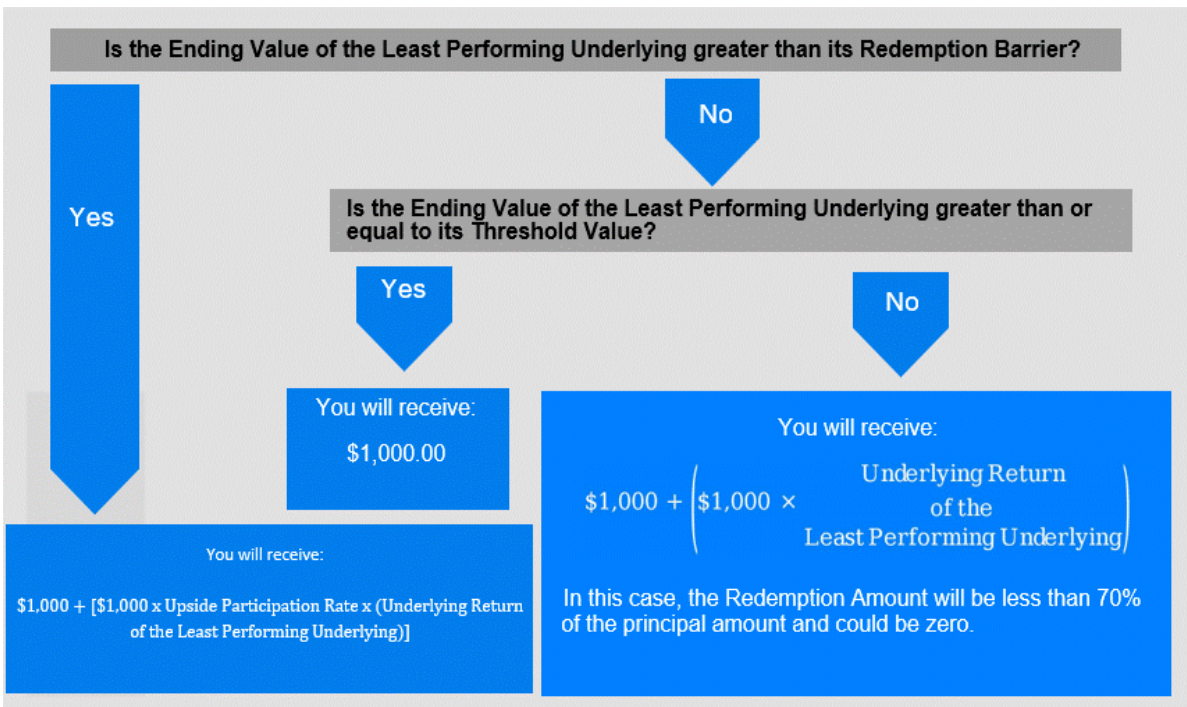 Is the Ending Value of the Least Performing Underlying greater than its Redemption Barrier?
Yes
No
Is the Ending Value of the Least Performing Underlying greater than or
equal to its Threshold Value?
Yes
No
You will receive:
$1,000.00
You will receive:
$1,000 + ($1,000 × Underlying Return
of the
Least Performing Underlying)
In this case, the Redemption Amount will be less than 70%
of the principal amount and could be zero.
You will receive:
$1,000 + [$1,000 x Upside Participation Rate x (Underlying Return
of the Least Performing Underlying)]